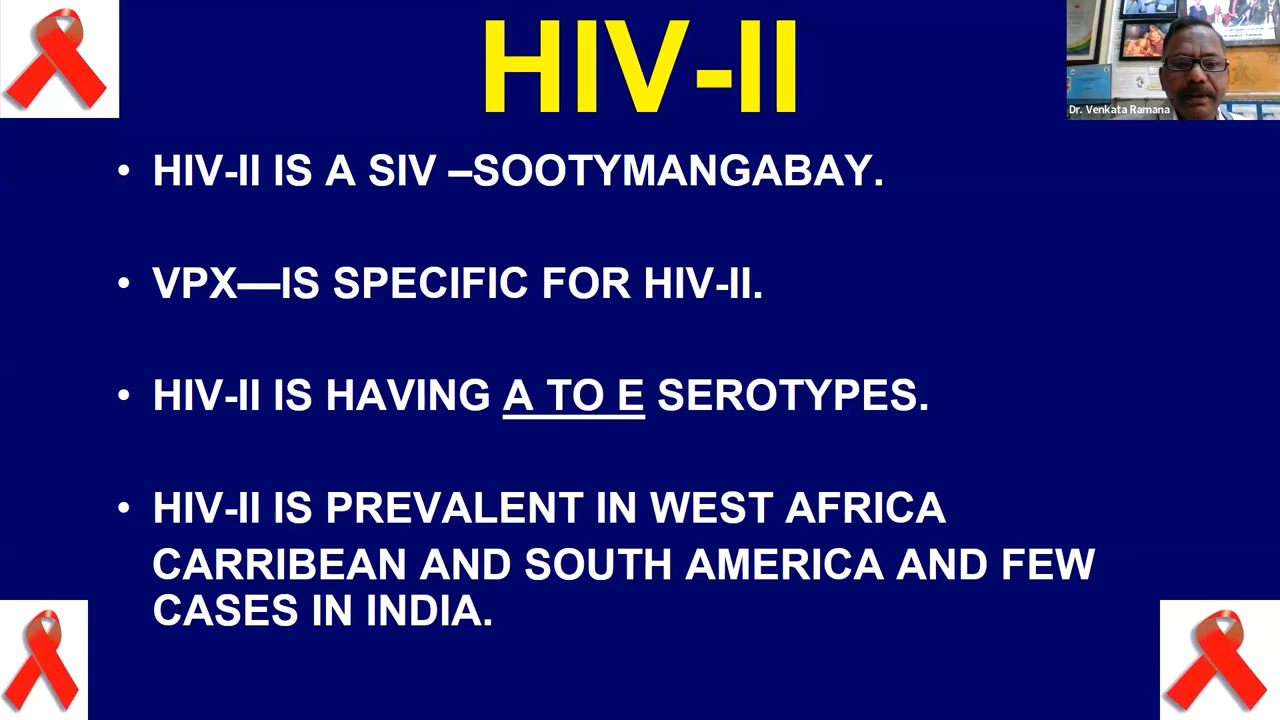 HIV-II
Dr. Venkata Ramana
• HIV-II IS A SIV –SOOTYMANGABAY.
• VPX—IS SPECIFIC FOR HIV-II.
• HIV-II IS HAVING A TO E SEROTYPES.
• HIV-II IS PREVALENT IN WEST AFRICA
CARRIBEAN AND SOUTH AMERICA AND FEW
CASES IN INDIA.